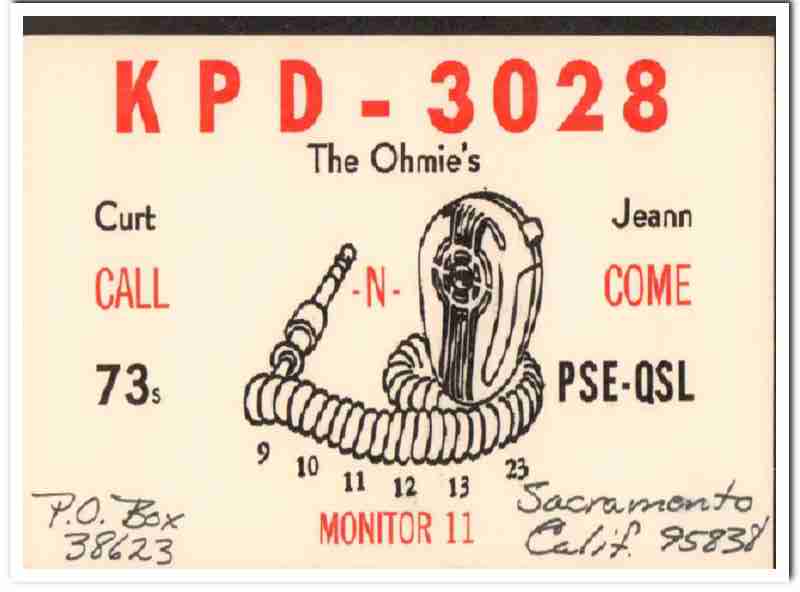 KPD-3028
The Ohmie's
Curt
Jeann
CALL -N- COME
73s
PSE-QSL
9 10 11 12 13 23
MONITOR 11
P.O. Box
38623
Sacramento
Calif. 95838